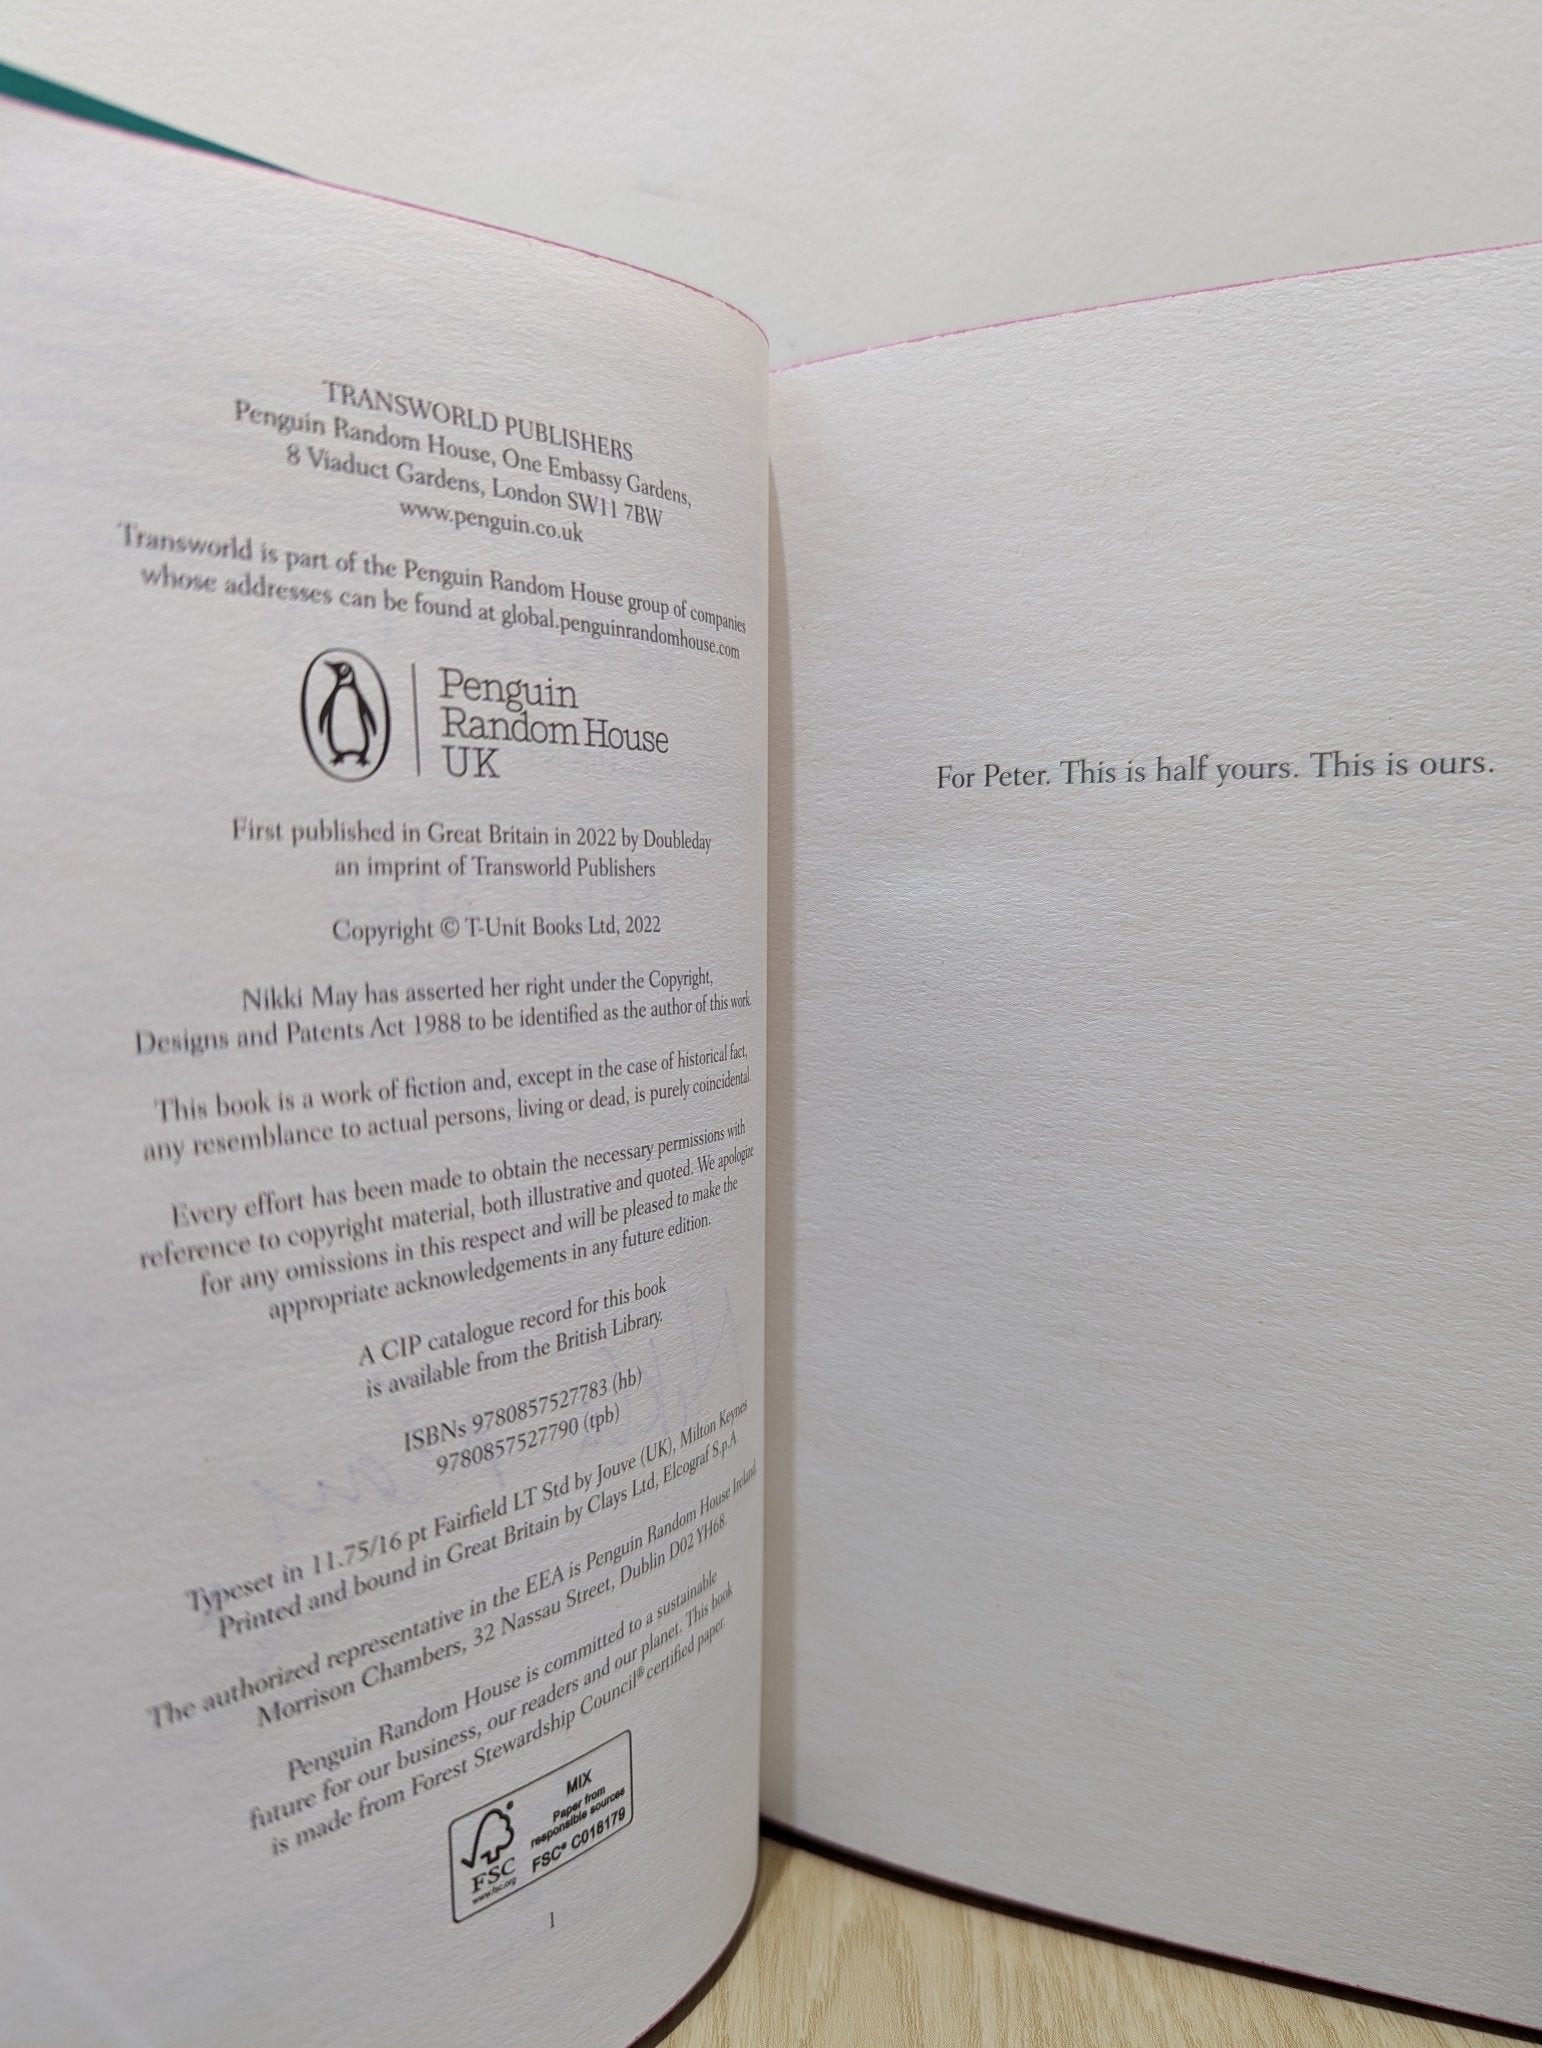 TRANSWORLD PUBLISHERS
Penguin Random House, One Embassy Gardens,
8 Viaduct Gardens, London SW11 7BW
www.penguin.co.uk
Transworld is part of the Penguin Random House group of companies
whose addresses can be found at global.penguinrandomhouse.com
Penguin
Random House
UK
First published in Great Britain in 2022 by Doubleday
an imprint of Transworld Publishers
Copyright © T-Unit Books Ltd, 2022
Nikki May has asserted her right under the Copyright,
Designs and Patents Act 1988 to be identified as the author of this work.
This book is a work of fiction and, except in the case of historical fact,
any resemblance to actual persons, living or dead, is purely coincidental.
Every effort has been made to obtain the necessary permissions with
reference to copyright material, both illustrative and quoted. We apologize
for any omissions in this respect and will be pleased to make the
appropriate acknowledgements in any future edition.
A CIP catalogue record for this book
is available from the British Library.
ISBNs 9780857527783 (hb)
9780857527790 (tpb)
Typeset in 11.75/16 pt Fairfield LT Std by Jouve (UK), Milton Keynes
Printed and bound in Great Britain by Clays Ltd, Elcograf S.p.A.
The authorized representative in the EEA is Penguin Random House Ireland,
Morrison Chambers, 32 Nassau Street, Dublin D02 YH68.
Penguin Random House is committed to a sustainable
future for our business, our readers and our planet. This book
is made from Forest Stewardship Council® certified paper.
MIX
Paper from
responsible sources
FSC® C018179
FSC
www.fsc.org
1
For Peter. This is half yours. This is ours.